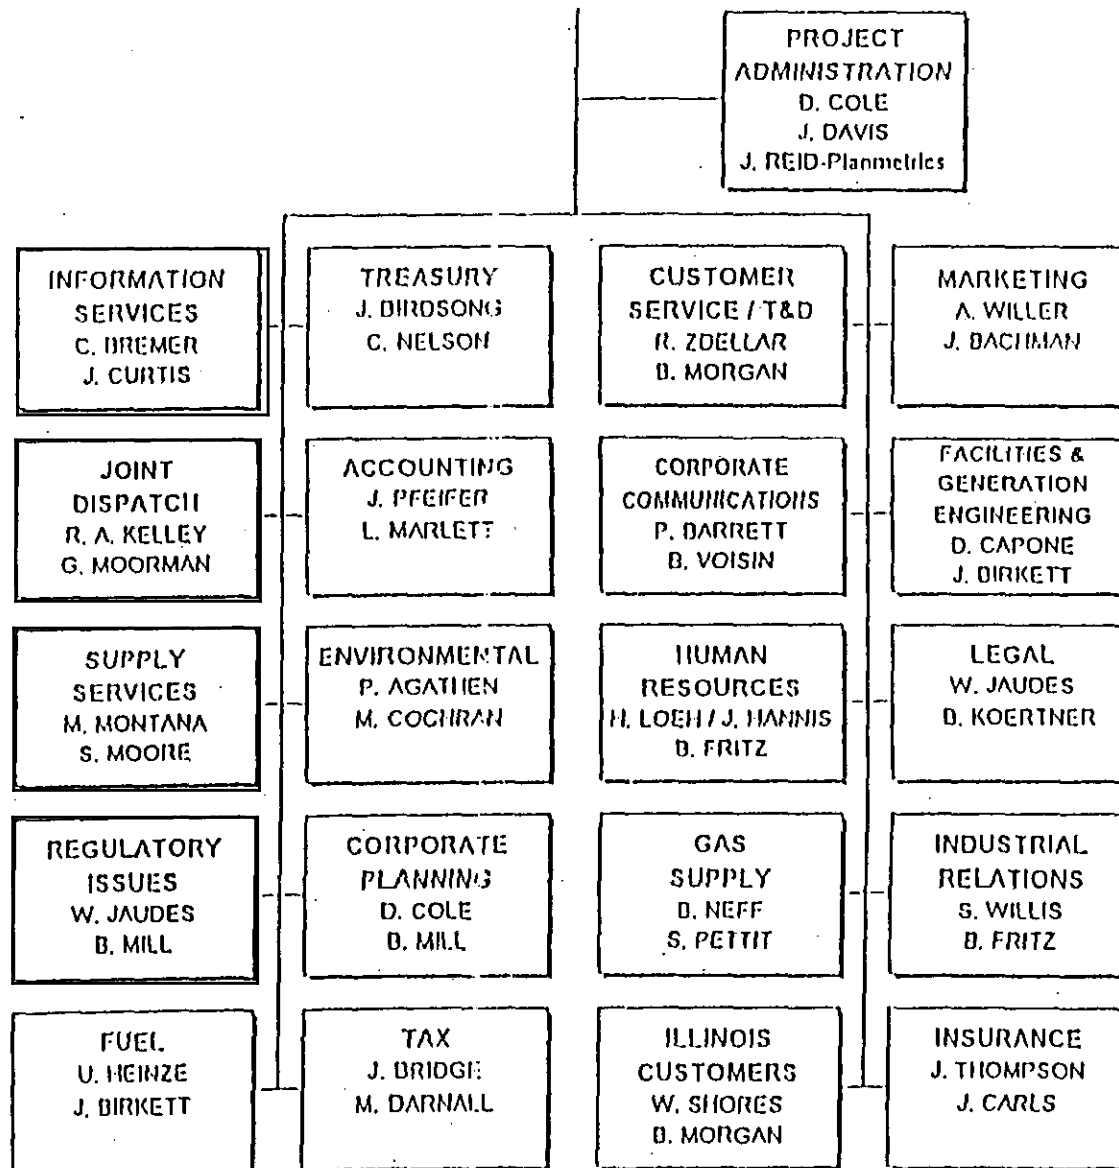 PROJECT
ADMINISTRATION
D. COLE
J. DAVIS
J. REID-Planmetrics
INFORMATION
SERVICES
C. BREMER
J. CURTIS
TREASURY
J. BIRDSONG
C. NELSON
CUSTOMER
SERVICE / T&D
R. ZDELLAR
B. MORGAN
MARKETING
A. WILLER
J. BACHMAN
JOINT
DISPATCH
R. A. KELLEY
G. MOORMAN
ACCOUNTING
J. PFEIFER
L. MARLETT
CORPORATE
COMMUNICATIONS
P. BARRETT
B. VOISIN
FACILITIES &
GENERATION
ENGINEERING
D. CAPONE
J. BIRKETT
SUPPLY
SERVICES
M. MONTANA
S. MOORE
ENVIRONMENTAL
P. AGATHEN
M. COCHRAN
HUMAN
RESOURCES
H. LOEH / J. HANNIS
B. FRITZ
LEGAL
W. JAUDES
B. KOERTNER
REGULATORY
ISSUES
W. JAUDES
B. MILL
CORPORATE
PLANNING
D. COLE
B. MILL
GAS
SUPPLY
B. NEFF
S. PETTIT
INDUSTRIAL
RELATIONS
S. WILLIS
B. FRITZ
FUEL
U. HEINZE
J. BIRKETT
TAX
J. BRIDGE
M. DARNALL
ILLINOIS
CUSTOMERS
W. SHORES
B. MORGAN
INSURANCE
J. THOMPSON
J. CARLS